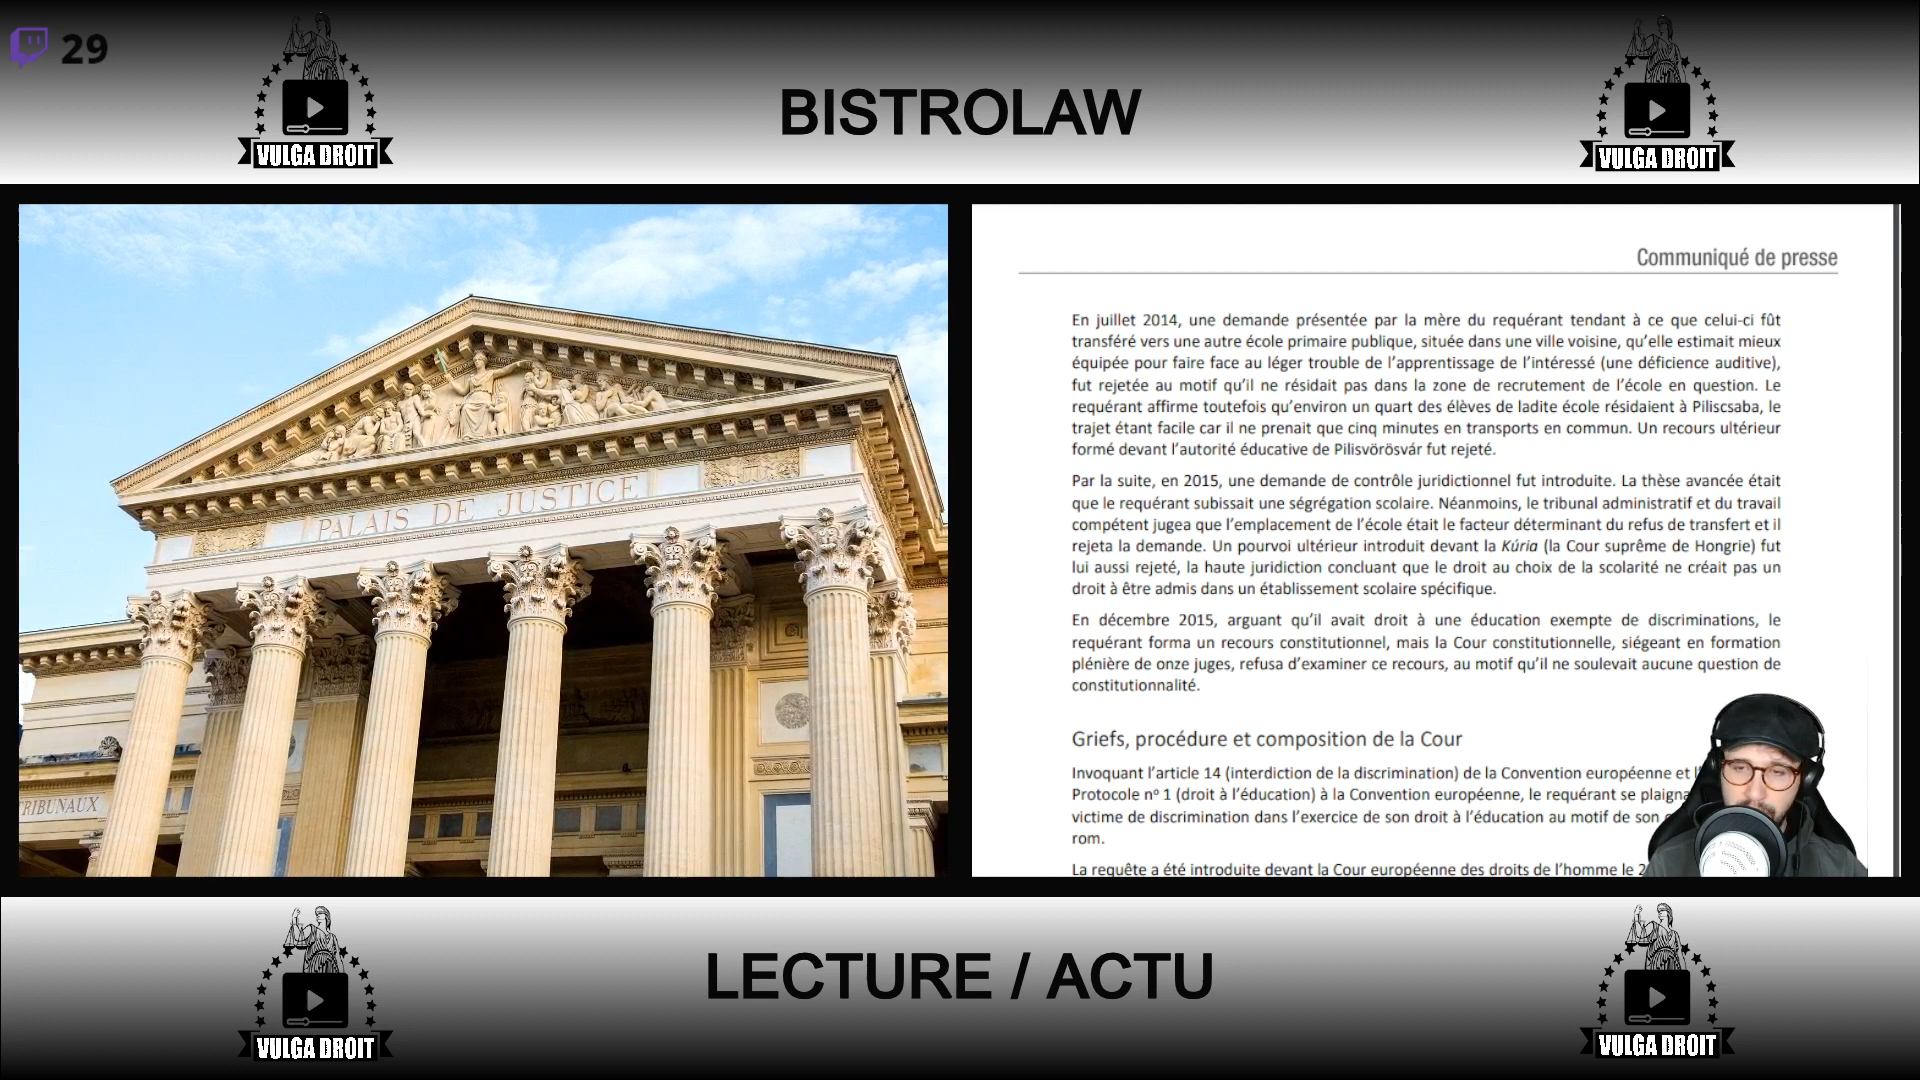 29
VULGA DROIT
BISTROLAW
VULGA DROIT
PALAIS DE JUSTICE
TRIBUNAUX
Communiqué de presse
En juillet 2014, une demande présentée par la mère du requérant tendant à ce que celui-ci fût
transféré vers une autre école primaire publique, située dans une ville voisine, qu'elle estimait mieux
équipée pour faire face au léger trouble de l'apprentissage de l'intéressé (une déficience auditive),
fut rejetée au motif qu'il ne résidait pas dans la zone de recrutement de l'école en question. Le
requérant affirme toutefois qu'environ un quart des élèves de ladite école résidaient à Piliscsaba, le
trajet étant facile car il ne prenait que cinq minutes en transports en commun. Un recours ultérieur
formé devant l'autorité éducative de Pilisvörösvár fut rejeté.
Par la suite, en 2015, une demande de contrôle juridictionnel fut introduite. La thèse avancée était
que le requérant subissait une ségrégation scolaire. Néanmoins, le tribunal administratif et du travail
compétent jugea que l'emplacement de l'école était le facteur déterminant du refus de transfert et il
rejeta la demande. Un pourvoi ultérieur introduit devant la Kúria (la Cour suprême de Hongrie) fut
lui aussi rejeté, la haute juridiction concluant que le droit au choix de la scolarité ne créait pas un
droit à être admis dans un établissement scolaire spécifique.
En décembre 2015, arguant qu'il avait droit à une éducation exempte de discriminations, le
requérant forma un recours constitutionnel, mais la Cour constitutionnelle, siégeant en formation
plénière de onze juges, refusa d'examiner ce recours, au motif qu'il ne soulevait aucune question de
constitutionnalité.
Griefs, procédure et composition de la Cour
Invoquant l'article 14 (interdiction de la discrimination) de la Convention européenne et
Protocole nº 1 (droit à l'éducation) à la Convention européenne, le requérant se
victime de discrimination dans l'exercice de son droit à l'éducation au motif de son
rom.
La requête a été introduite devant la Cour européenne des droits de l'homme le
VULGA DROIT
LECTURE / ACTU
VULGA DROIT